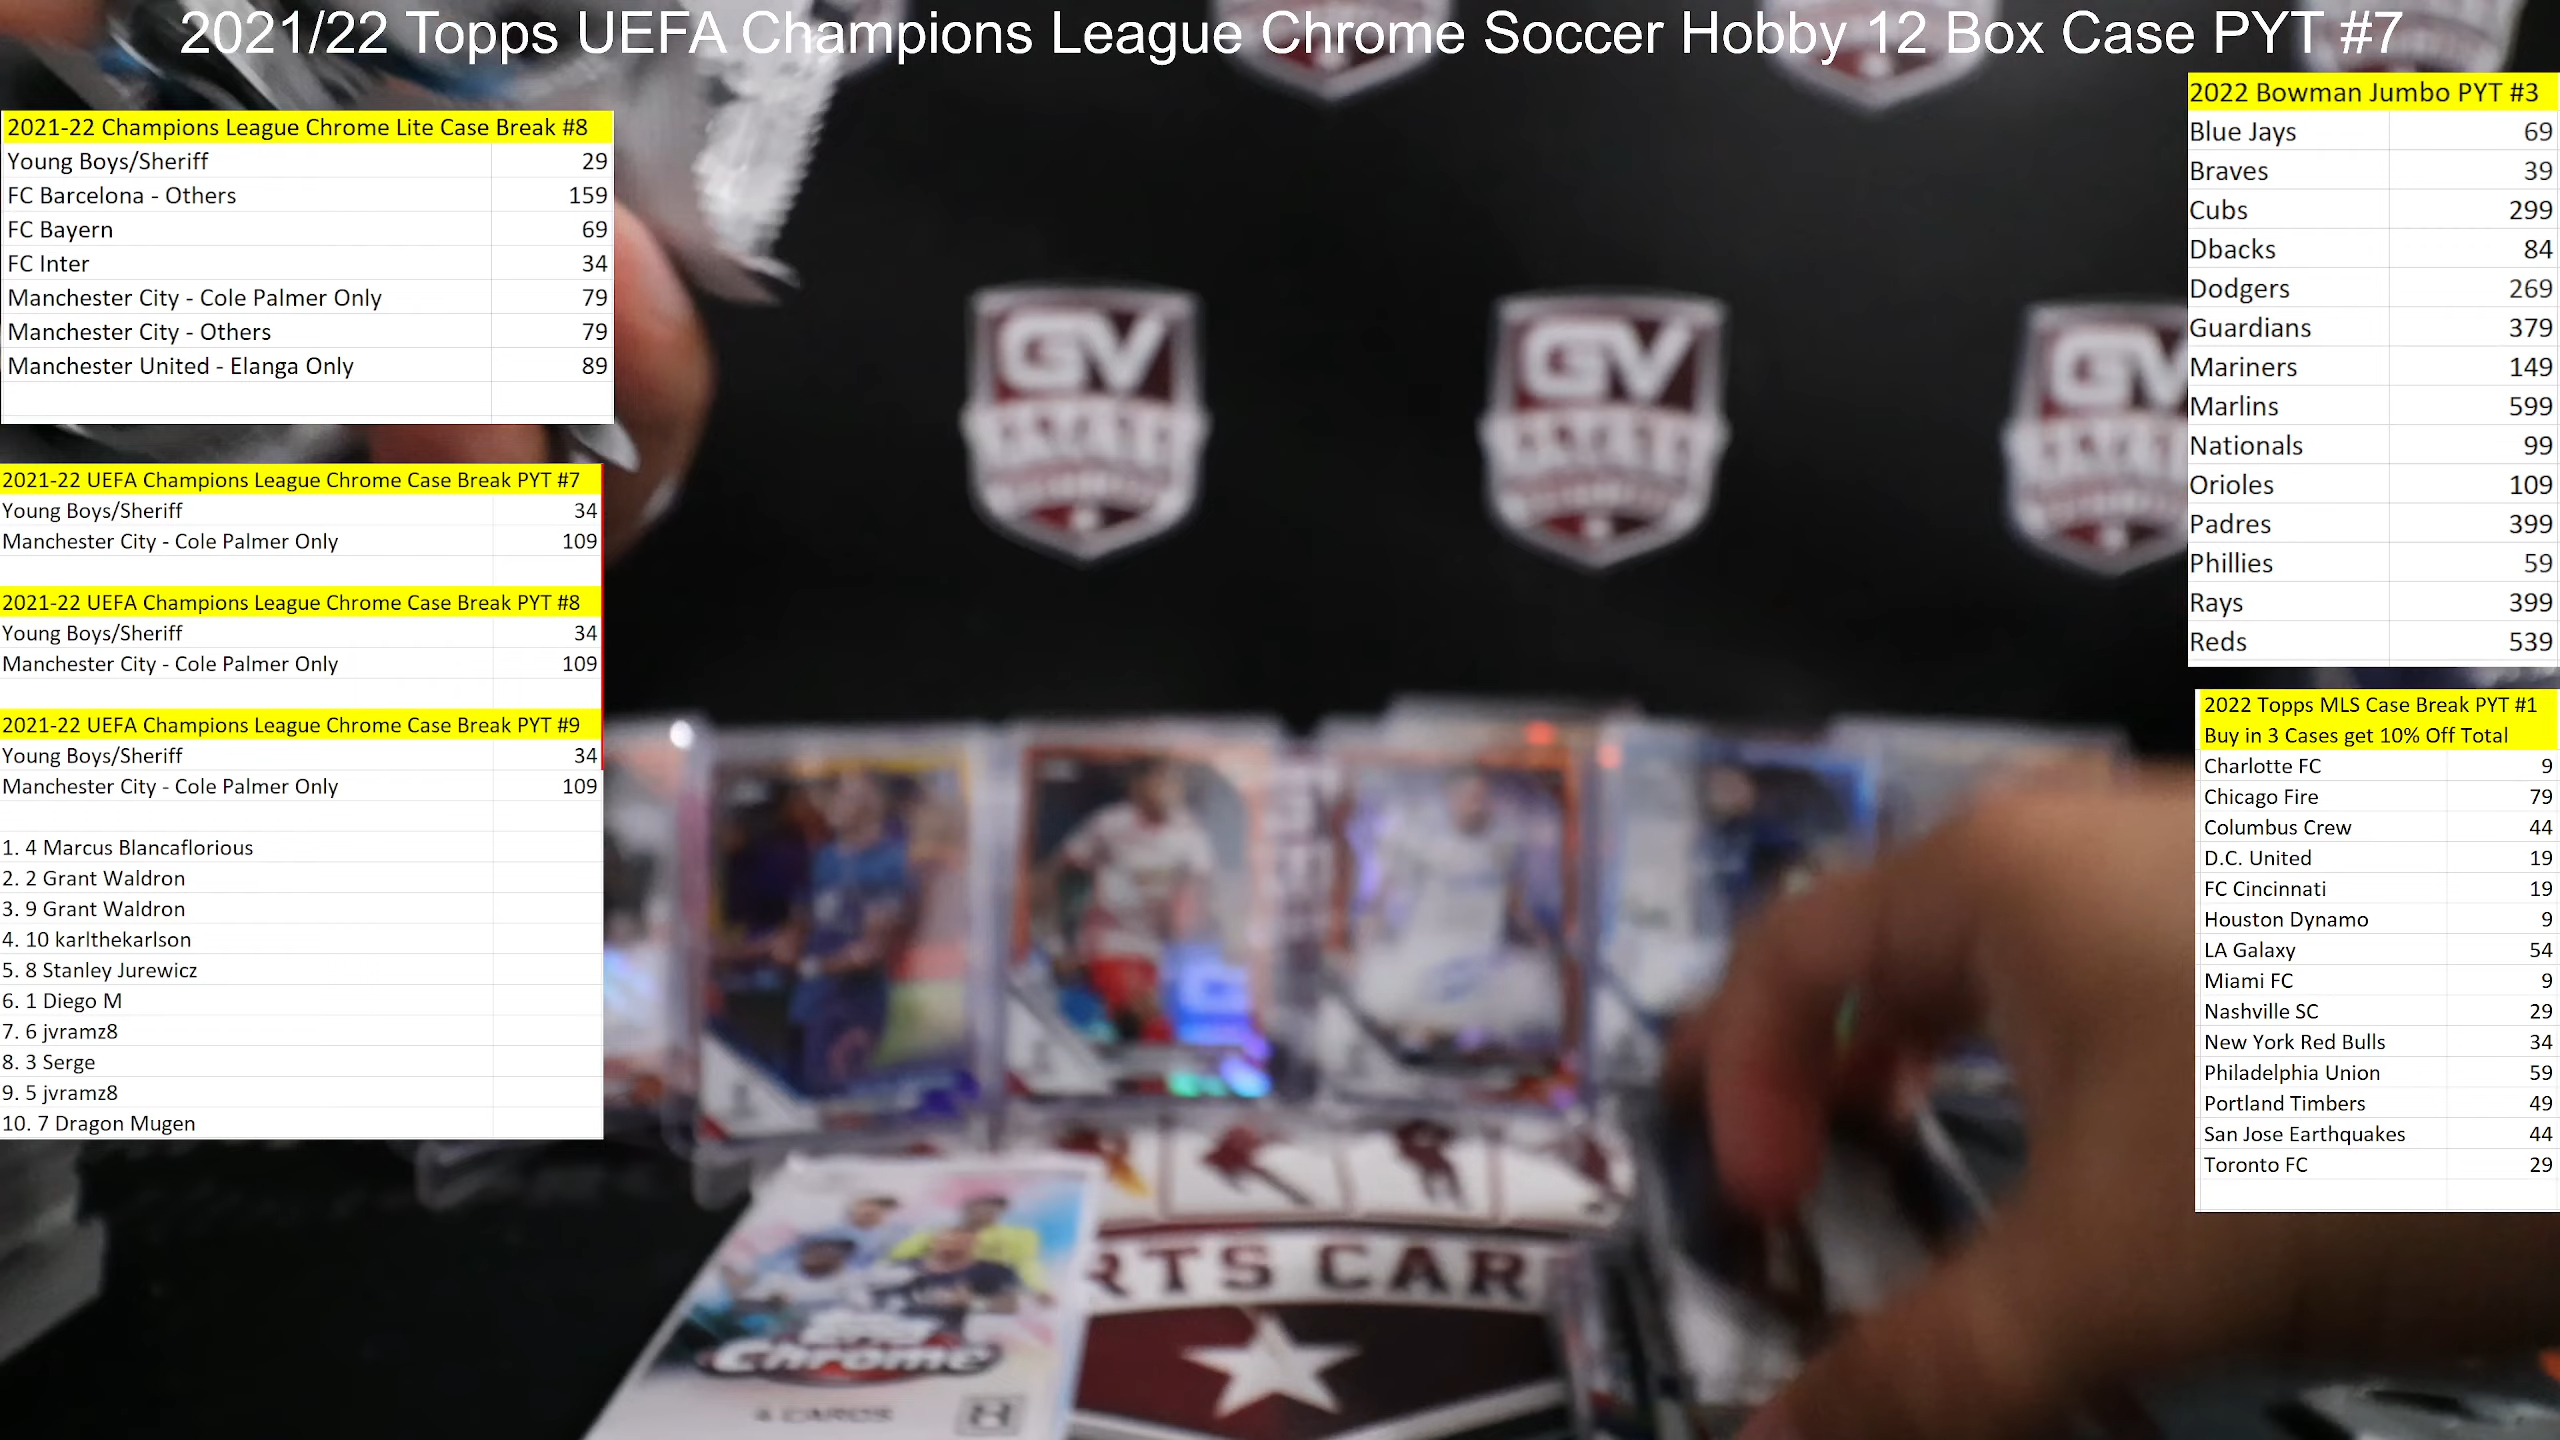 2021/22 Topps UEFA Champions League Chrome Soccer Hobby 12 Box Case PYT #7
2021-22 Champions League Chrome Lite Case Break #8
Young Boys/Sheriff 29
FC Barcelona - Others 159
FC Bayern 69
FC Inter 34
Manchester City - Cole Palmer Only 79
Manchester City - Others 79
Manchester United - Elanga Only 89
2021-22 UEFA Champions League Chrome Case Break PYT #7
Young Boys/Sheriff 34
Manchester City - Cole Palmer Only 109
2021-22 UEFA Champions League Chrome Case Break PYT #8
Young Boys/Sheriff 34
Manchester City - Cole Palmer Only 109
2021-22 UEFA Champions League Chrome Case Break PYT #9
Young Boys/Sheriff 34
Manchester City - Cole Palmer Only 109
1. 4 Marcus Blancaflorious
2. 2 Grant Waldron
3. 9 Grant Waldron
4. 10 karlthekarlson
5. 8 Stanley Jurewicz
6. 1 Diego M
7. 6 jvramz8
8. 3 Serge
9. 5 jvramz8
10. 7 Dragon Mugen
2022 Bowman Jumbo PYT #3
Blue Jays 69
Braves 39
Cubs 299
Dbacks 84
Dodgers 269
Guardians 379
Mariners 149
Marlins 599
Nationals 99
Orioles 109
Padres 399
Phillies 59
Rays 399
Reds 539
2022 Topps MLS Case Break PYT #1
Buy in 3 Cases get 10% Off Total
Charlotte FC 9
Chicago Fire 79
Columbus Crew 44
D.C. United 19
FC Cincinnati 19
Houston Dynamo 9
LA Galaxy 54
Miami FC 9
Nashville SC 29
New York Red Bulls 34
Philadelphia Union 59
Portland Timbers 49
San Jose Earthquakes 44
Toronto FC 29
GV
GV
GV
RTS CAR
Topps
Chrome
4 CARDS